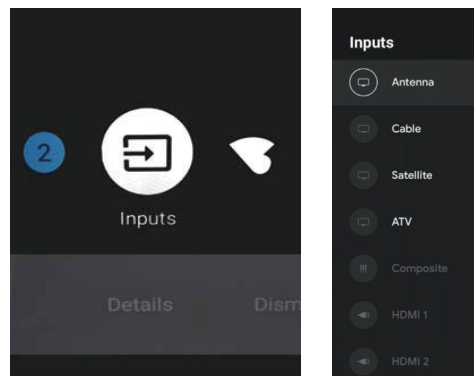 2
Inputs
Details
Dism
Inputs
Antenna
Cable
Satellite
ATV
Composite
HDMI 1
HDMI 2